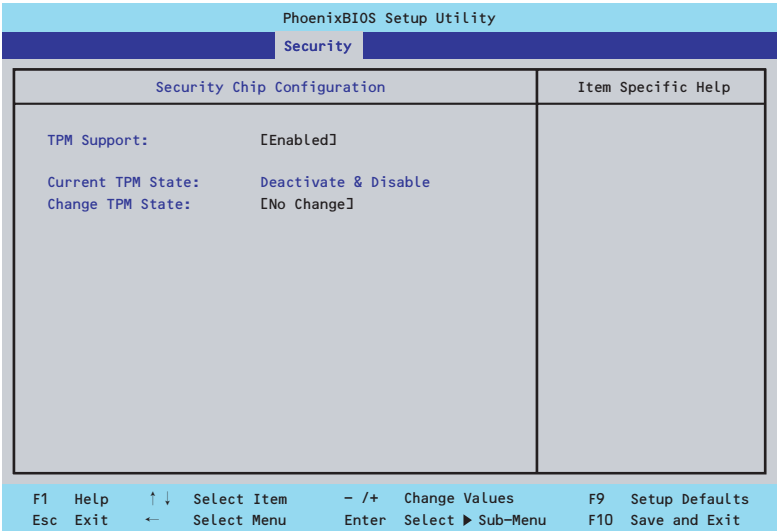 PhoenixBIOS Setup Utility
Security
Security Chip Configuration
Item Specific Help
TPM Support: [Enabled]
Current TPM State: Deactivate & Disable
Change TPM State: [No Change]
F1 Help ↑↓ Select Item - /+ Change Values F9 Setup Defaults
Esc Exit ← Select Menu Enter Select ▶ Sub-Menu F10 Save and Exit